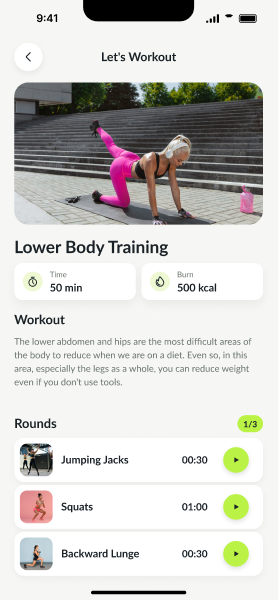 9:41
Let's Workout
Lower Body Training
Time
50 min
Burn
500 kcal
Workout
The lower abdomen and hips are the most difficult areas of
the body to reduce when we are on a diet. Even so, in this
area, especially the legs as a whole, you can reduce weight
even if you don't use tools.
Rounds
1/3
Jumping Jacks
00:30
Squats
01:00
Backward Lunge
00:30